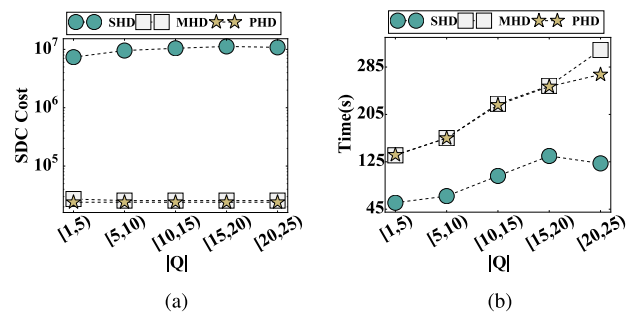 SHD MHD PHD
10^7
10^6
10^5
SDC Cost
[1,5) [5,10) [10,15) [15,20) [20,25)
|Q|
(a)
SHD MHD PHD
285
205
125
45
Time(s)
[1,5) [5,10) [10,15) [15,20) [20,25)
|Q|
(b)